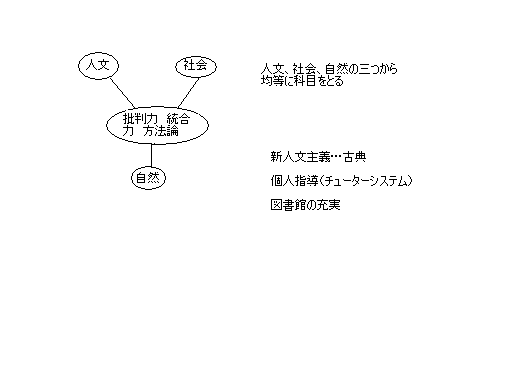 人文
社会
批判力　統合
力　方法論
自然
人文、社会、自然の三つから
均等に科目をとる
新人文主義…古典
個人指導（チューターシステム）
図書館の充実